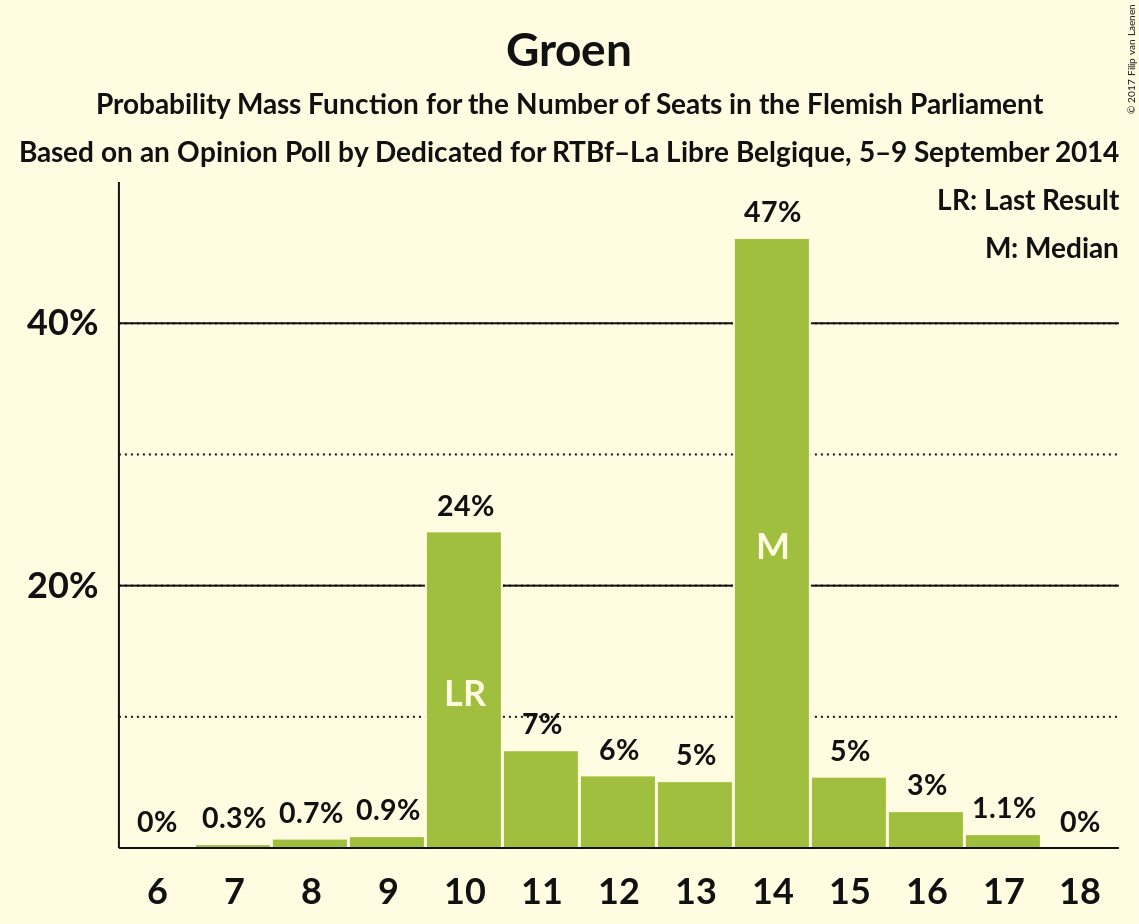 Groen
Probability Mass Function for the Number of Seats in the Flemish Parliament
Based on an Opinion Poll by Dedicated for RTBf–La Libre Belgique, 5–9 September 2014
© 2017 Filip van Laenen
LR: Last Result
M: Median
40%
20%
0% 0.3% 0.7% 0.9% 24% 7% 6% 5% 47% 5% 3% 1.1% 0%
LR M
6 7 8 9 10 11 12 13 14 15 16 17 18